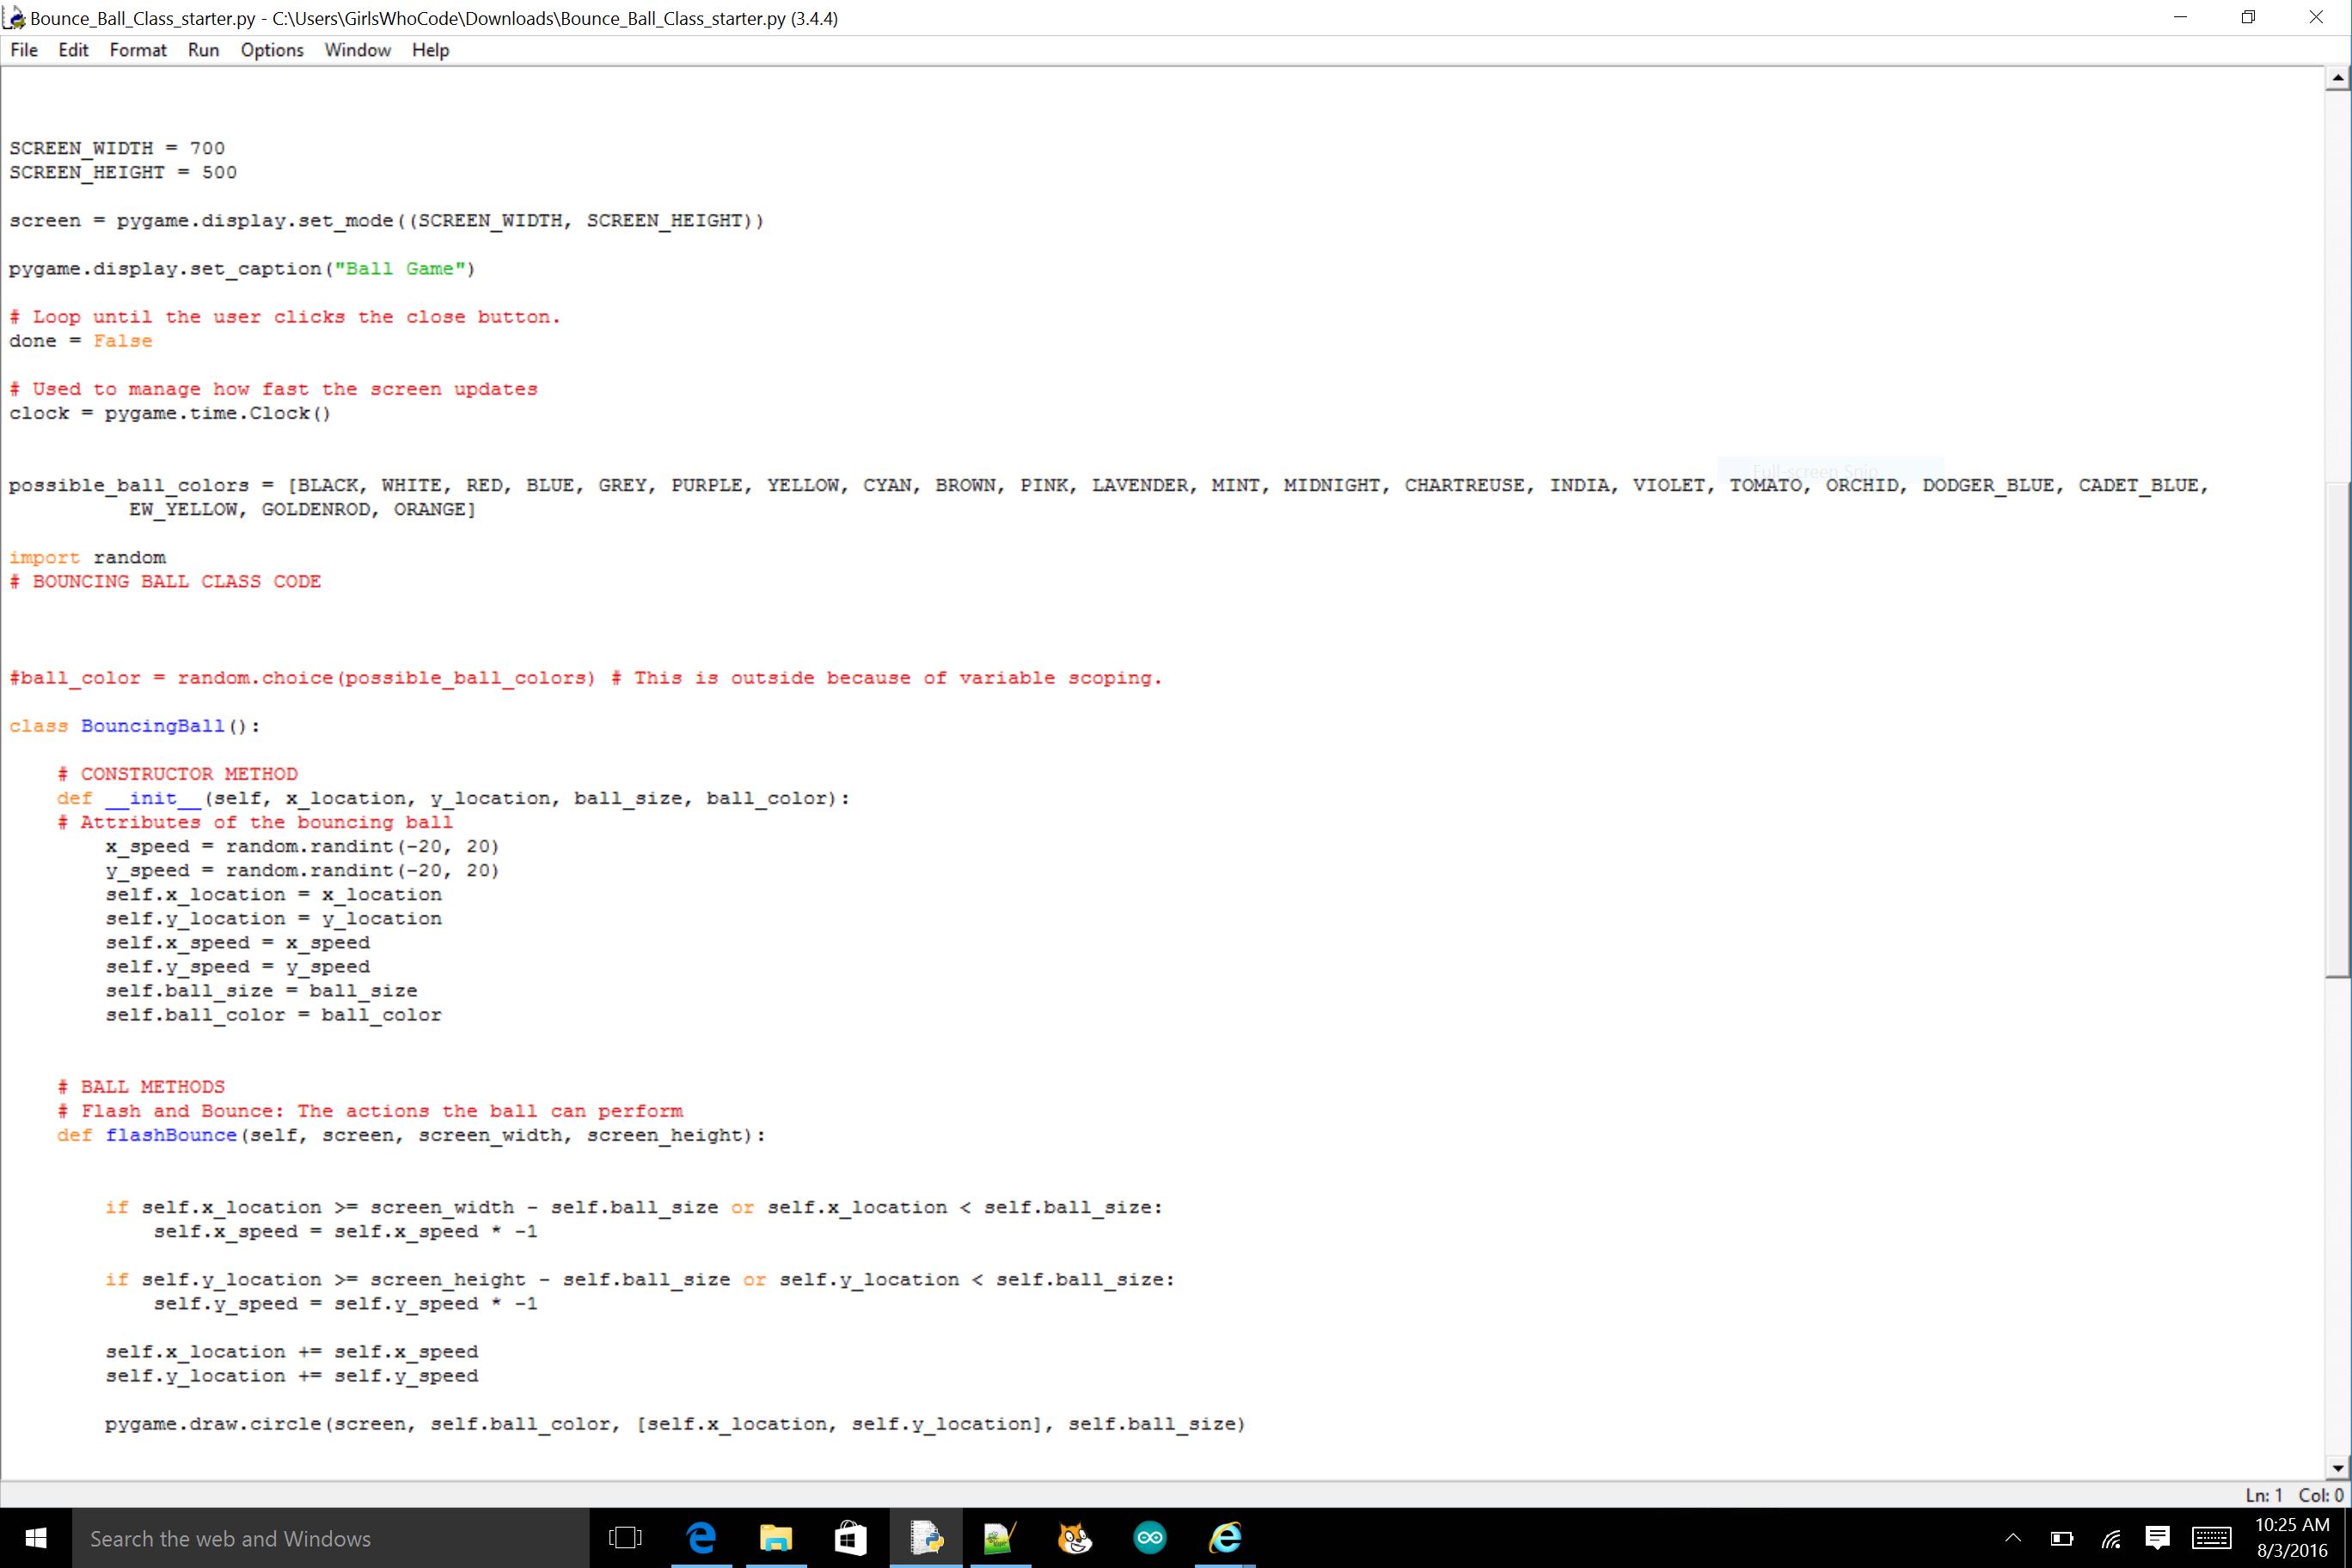 Bounce_Ball_Class_starter.py - C:\Users\GirlsWhoCode\Downloads\Bounce_Ball_Class_starter.py (3.4.4)
File Edit Format Run Options Window Help
SCREEN_WIDTH = 700
SCREEN_HEIGHT = 500
screen = pygame.display.set_mode((SCREEN_WIDTH, SCREEN_HEIGHT))
pygame.display.set_caption("Ball Game")
# Loop until the user clicks the close button.
done = False
# Used to manage how fast the screen updates
clock = pygame.time.Clock()
Full-screen Snip
possible_ball_colors = [BLACK, WHITE, RED, BLUE, GREY, PURPLE, YELLOW, CYAN, BROWN, PINK, LAVENDER, MINT, MIDNIGHT, CHARTREUSE, INDIA, VIOLET, TOMATO, ORCHID, DODGER_BLUE, CADET_BLUE,
EW_YELLOW, GOLDENROD, ORANGE]
import random
# BOUNCING BALL CLASS CODE
#ball_color = random.choice(possible_ball_colors) # This is outside because of variable scoping.
class BouncingBall():
# CONSTRUCTOR METHOD
def __init__(self, x_location, y_location, ball_size, ball_color):
# Attributes of the bouncing ball
x_speed = random.randint(-20, 20)
y_speed = random.randint(-20, 20)
self.x_location = x_location
self.y_location = y_location
self.x_speed = x_speed
self.y_speed = y_speed
self.ball_size = ball_size
self.ball_color = ball_color
# BALL METHODS
# Flash and Bounce: The actions the ball can perform
def flashBounce(self, screen, screen_width, screen_height):
if self.x_location >= screen_width - self.ball_size or self.x_location < self.ball_size:
self.x_speed = self.x_speed * -1
if self.y_location >= screen_height - self.ball_size or self.y_location < self.ball_size:
self.y_speed = self.y_speed * -1
self.x_location += self.x_speed
self.y_location += self.y_speed
pygame.draw.circle(screen, self.ball_color, [self.x_location, self.y_location], self.ball_size)
Ln: 1 Col: 0
Search the web and Windows
10:25 AM
8/3/2016